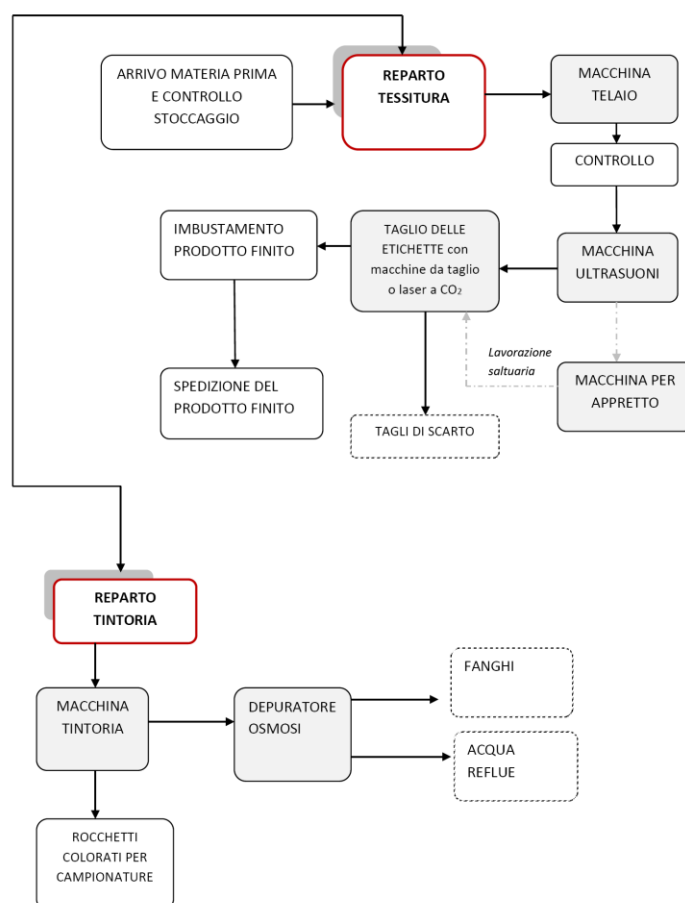 ARRIVO MATERIA PRIMA
E CONTROLLO
STOCCAGGIO
REPARTO
TESSITURA
MACCHINA
TELAIO
CONTROLLO
IMBUSTAMENTO
PRODOTTO FINITO
TAGLIO DELLE
ETICHETTE con
macchine da taglio
o laser a CO₂
MACCHINA
ULTRASUONI
Lavorazione
saltuaria
SPEDIZIONE DEL
PRODOTTO FINITO
MACCHINA PER
APPRETTO
TAGLI DI SCARTO
REPARTO
TINTORIA
MACCHINA
TINTORIA
DEPURATORE
OSMOSI
FANGHI
ACQUA
REFLUE
ROCCHETTI
COLORATI PER
CAMPIONATURE